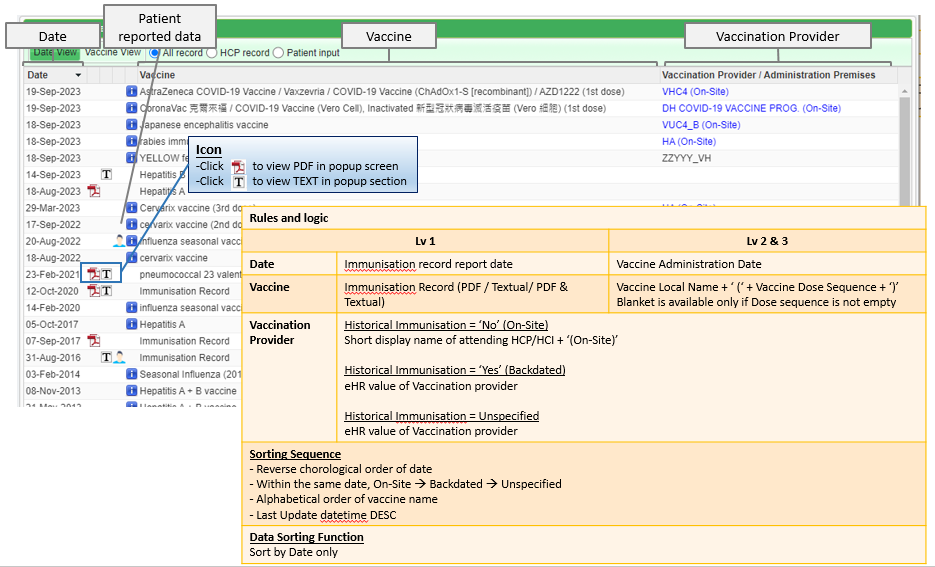 Date
Patient
reported data
Vaccine
Vaccination Provider
Date View Vaccine View All record HCP record Patient input
Date Vaccine Vaccination Provider / Administration Premises
19-Sep-2023 AstraZeneca COVID-19 Vaccine / Vaxzevria / COVID-19 Vaccine (ChAdOx1-S [recombinant]) / AZD1222 (1st dose) VHC4 (On-Site)
19-Sep-2023 CoronaVac 克爾來福 / COVID-19 Vaccine (Vero Cell), Inactivated 新型冠狀病毒滅活疫苗 (Vero 細胞) (1st dose) DH COVID-19 VACCINE PROG. (On-Site)
18-Sep-2023 Japanese encephalitis vaccine VUC4_B (On-Site)
18-Sep-2023 rabies imm HA (On-Site)
18-Sep-2023 YELLOW fe ZZYYY_VH
14-Sep-2023 T Hepatitis B
18-Aug-2023 Hepatitis A
29-Mar-2023 Cervarix vaccine (3rd do
17-Sep-2022 cervarix vaccine (2nd do
20-Aug-2022 influenza seasonal vacc
18-Aug-2022 cervarix vaccine
23-Feb-2021 T pneumococcal 23 valent
12-Oct-2020 T Immunisation Record
14-Feb-2020 influenza seasonal vacc
05-Oct-2017 Hepatitis A
07-Sep-2017 Immunisation Record
31-Aug-2016 T Immunisation Record
03-Feb-2014 Seasonal Influenza (201
08-Nov-2013 Hepatitis A + B vaccine
21-May-2013 Hepatitis A + B vaccine
Icon
-Click to view PDF in popup screen
-Click T to view TEXT in popup section
Rules and logic
Lv 1 Lv 2 & 3
Date Immunisation record report date Vaccine Administration Date
Vaccine Immunisation Record (PDF / Textual/ PDF & Vaccine Local Name + ‘ (‘ + Vaccine Dose Sequence + ‘)’
Textual) Blanket is available only if Dose sequence is not empty
Vaccination Historical Immunisation = ‘No’ (On-Site)
Provider Short display name of attending HCP/HCI + ‘(On-Site)’
Historical Immunisation = ‘Yes’ (Backdated)
eHR value of Vaccination provider
Historical Immunisation = Unspecified
eHR value of Vaccination provider
Sorting Sequence
- Reverse chorological order of date
- Within the same date, On-Site → Backdated → Unspecified
- Alphabetical order of vaccine name
- Last Update datetime DESC
Data Sorting Function
Sort by Date only